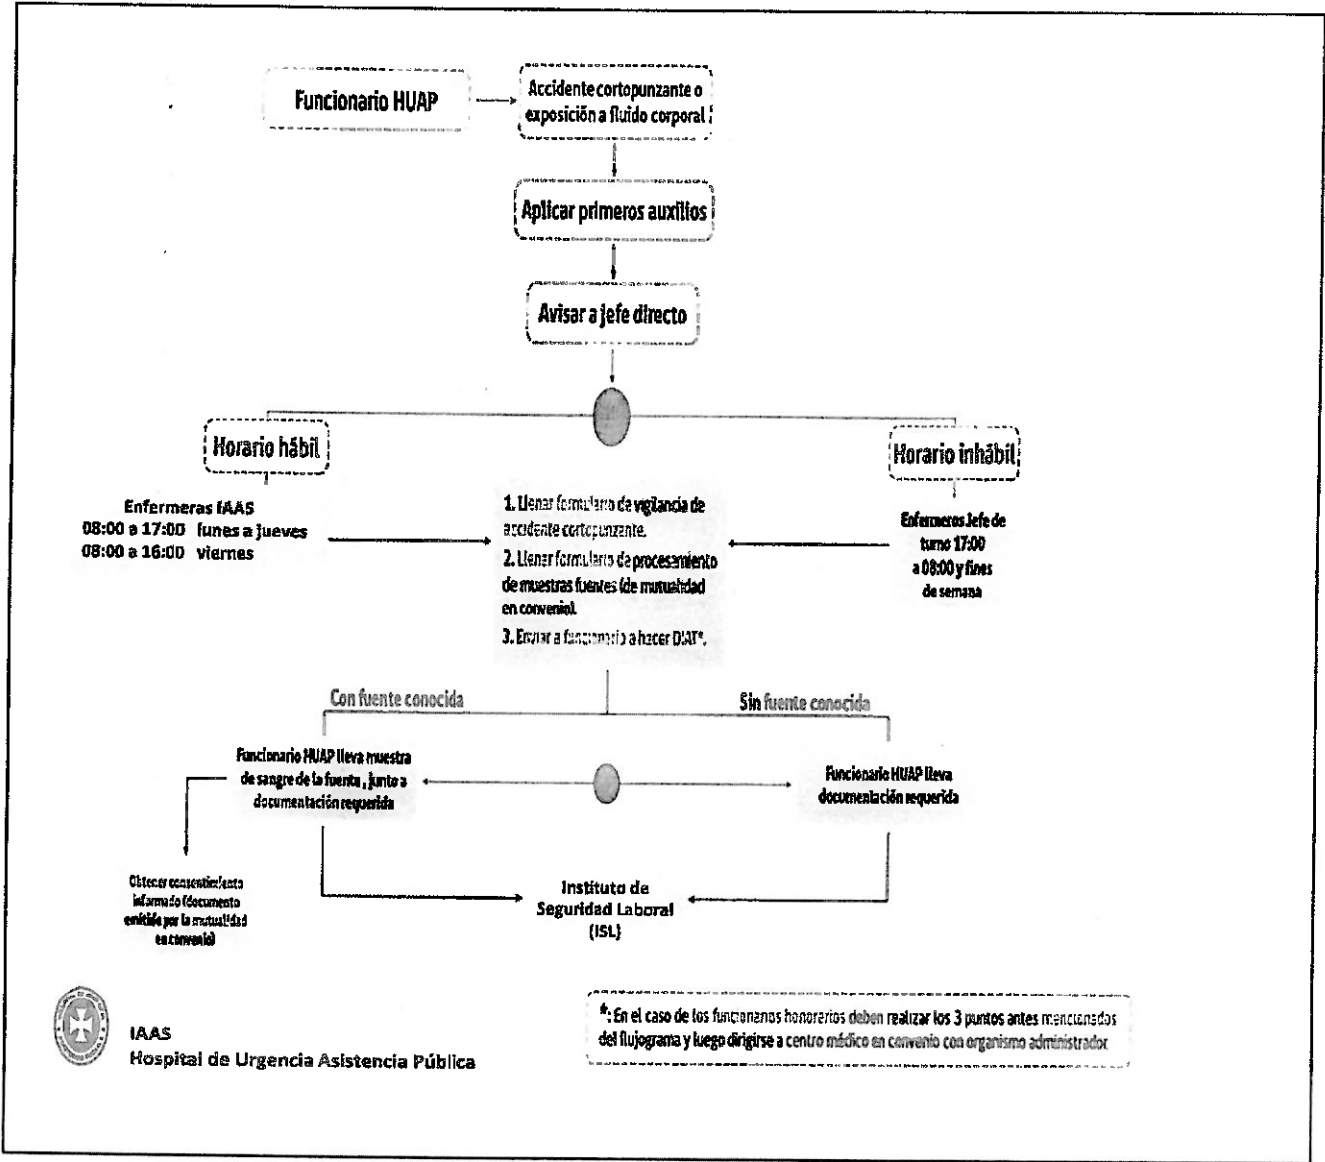 Funcionario HUAP
Accidente cortopunzante o
exposición a fluido corporal
Aplicar primeros auxilios
Avisar a jefe directo
Horario hábil
Horario inhábil
Enfermeras IAAS
08:00 a 17:00 lunes a jueves
08:00 a 16:00 viernes
1. Llenar formulario de vigilancia de
accidente cortopunzante.
2. Llenar formulario de procesamiento
de muestras fuentes (de mutualidad
en convenio).
3. Enviar a funcionario a hacer DIAT*.
Enfermeros Jefe de
turno 17:00
a 08:00 y fines
de semana
Con fuente conocida
Sin fuente conocida
Funcionario HUAP lleva muestra
de sangre de la fuente, junto a
documentación requerida
Funcionario HUAP lleva
documentación requerida
Obtener consentimiento
informado (documento
emitido por la mutualidad
en convenio)
Instituto de
Seguridad Laboral
(ISL)
IAAS
Hospital de Urgencia Asistencia Pública
*: En el caso de los funcionarios honorarios deben realizar los 3 puntos antes mencionados
del flujograma y luego dirigirse a centro médico en convenio con organismo administrador